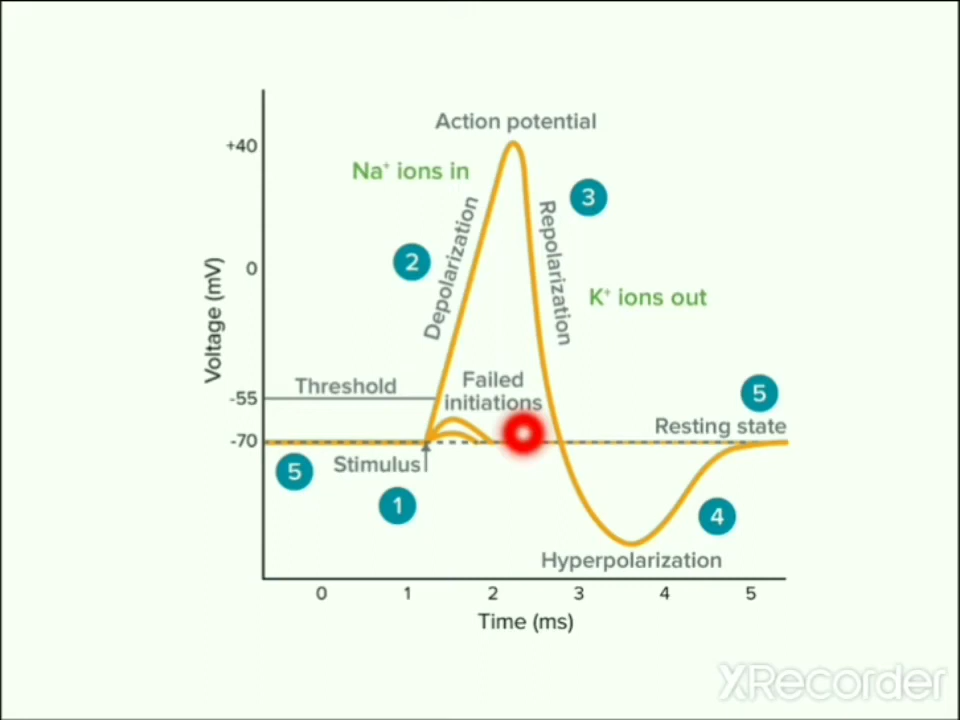 Action potential
+40
Na⁺ ions in
3
Depolarization
Repolarization
2
0
K⁺ ions out
Voltage (mV)
Threshold
Failed
initiations
5
-55
Resting state
-70
Stimulus
5
1
4
Hyperpolarization
0 1 2 3 4 5
Time (ms)
XRecorder